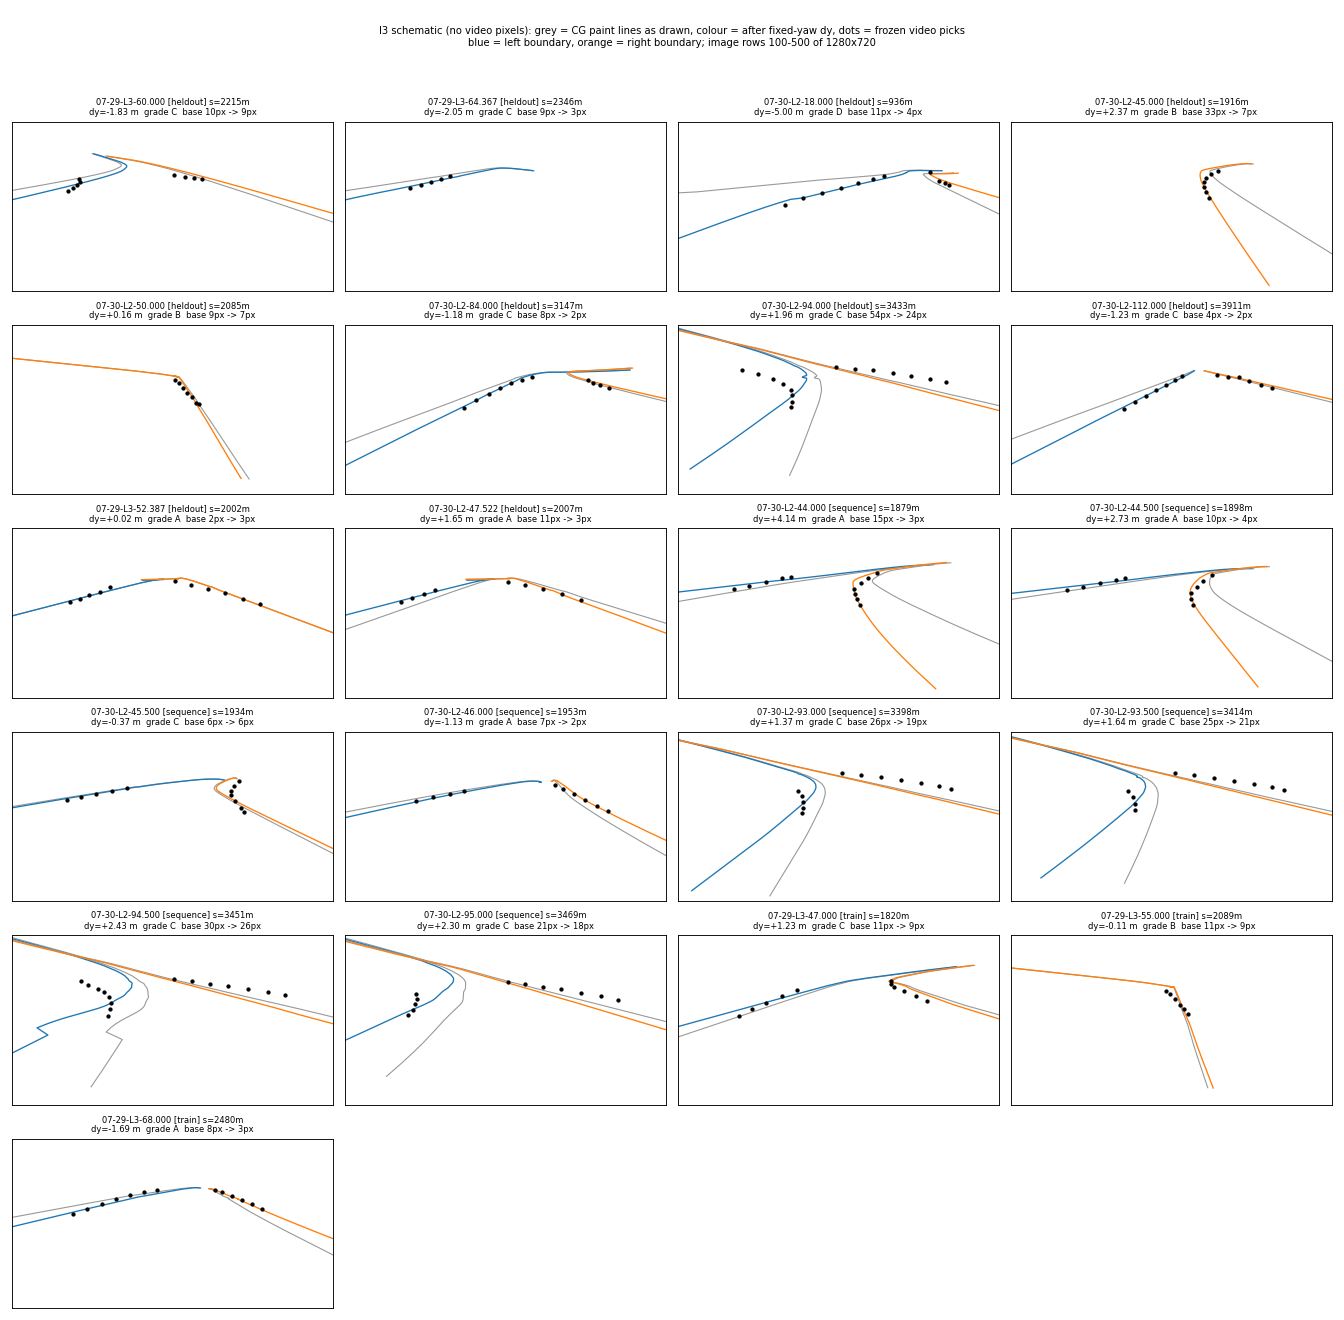 I3 schematic (no video pixels): grey = CG paint lines as drawn, colour = after fixed-yaw dy, dots = frozen video picks
blue = left boundary, orange = right boundary; image rows 100-500 of 1280x720
07-29-L3-60.000 [heldout] s=2215m
dy=-1.83 m  grade C  base 10px -> 9px
07-29-L3-64.367 [heldout] s=2346m
dy=-2.05 m  grade C  base 9px -> 3px
07-30-L2-18.000 [heldout] s=936m
dy=-5.00 m  grade D  base 11px -> 4px
07-30-L2-45.000 [heldout] s=1916m
dy=+2.37 m  grade B  base 33px -> 7px
07-30-L2-50.000 [heldout] s=2085m
dy=+0.16 m  grade B  base 9px -> 7px
07-30-L2-84.000 [heldout] s=3147m
dy=-1.18 m  grade C  base 8px -> 2px
07-30-L2-94.000 [heldout] s=3433m
dy=+1.96 m  grade C  base 54px -> 24px
07-30-L2-112.000 [heldout] s=3911m
dy=-1.23 m  grade C  base 4px -> 2px
07-29-L3-52.387 [heldout] s=2002m
dy=+0.02 m  grade A  base 2px -> 3px
07-30-L2-47.522 [heldout] s=2007m
dy=+1.65 m  grade A  base 11px -> 3px
07-30-L2-44.000 [sequence] s=1879m
dy=+4.14 m  grade A  base 15px -> 3px
07-30-L2-44.500 [sequence] s=1898m
dy=+2.73 m  grade A  base 10px -> 4px
07-30-L2-45.500 [sequence] s=1934m
dy=-0.37 m  grade C  base 6px -> 6px
07-30-L2-46.000 [sequence] s=1953m
dy=-1.13 m  grade A  base 7px -> 2px
07-30-L2-93.000 [sequence] s=3398m
dy=+1.37 m  grade C  base 26px -> 19px
07-30-L2-93.500 [sequence] s=3414m
dy=+1.64 m  grade C  base 25px -> 21px
07-30-L2-94.500 [sequence] s=3451m
dy=+2.43 m  grade C  base 30px -> 26px
07-30-L2-95.000 [sequence] s=3469m
dy=+2.30 m  grade C  base 21px -> 18px
07-29-L3-47.000 [train] s=1820m
dy=+1.23 m  grade C  base 11px -> 9px
07-29-L3-55.000 [train] s=2089m
dy=-0.11 m  grade B  base 11px -> 9px
07-29-L3-68.000 [train] s=2480m
dy=-1.69 m  grade A  base 8px -> 3px